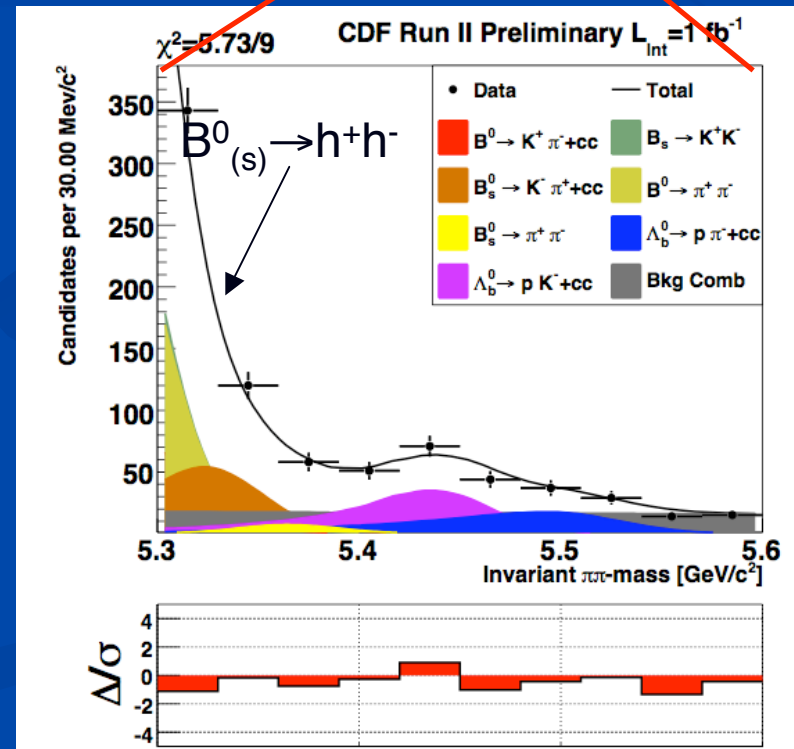 χ²=5.73/9
CDF Run II Preliminary L_Int=1 fb⁻¹
Candidates per 30.00 Mev/c²
350
300
250
200
150
100
50
B⁰₍ₛ₎→h⁺h⁻
Data
Total
B⁰→ K⁺ π⁻+cc
Bₛ→ K⁺K⁻
B⁰ₛ→ K⁻ π⁺+cc
B⁰→ π⁺ π⁻
B⁰ₛ→ π⁺ π⁻
Λ⁰_b→ p π⁻+cc
Λ⁰_b→ p K⁻+cc
Bkg Comb
5.3 5.4 5.5 5.6
Invariant ππ-mass [GeV/c²]
Δ/σ
4
2
0
-2
-4